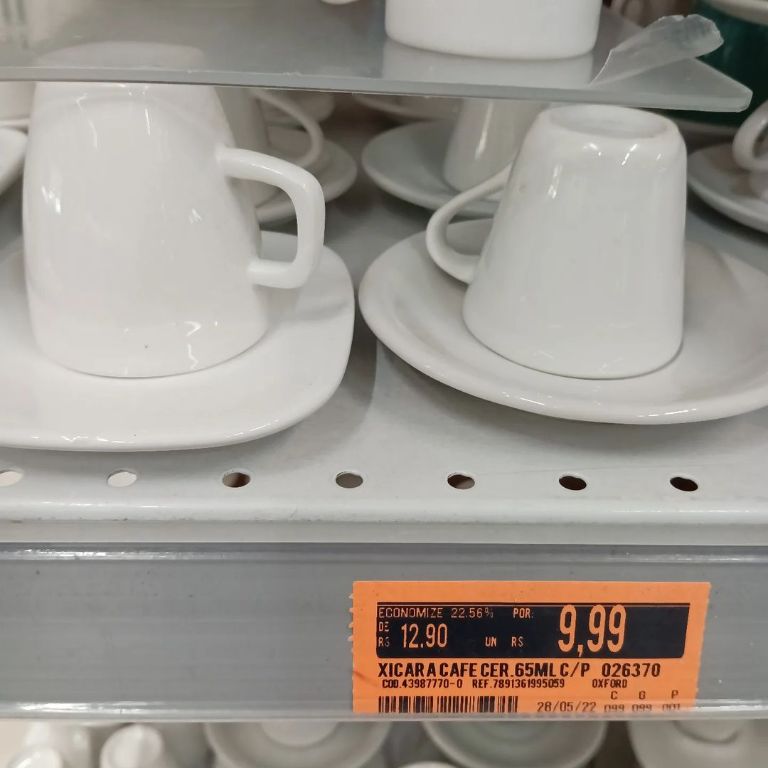 ECONOMIZE 22.56% POR:
DE
R$ 12.90 UN R$ 9,99
XICARA CAFE CER.65ML C/P 026370
COD.43987770-0 REF.7891361995059 OXFORD
C G P
28/05/22 099 099 001